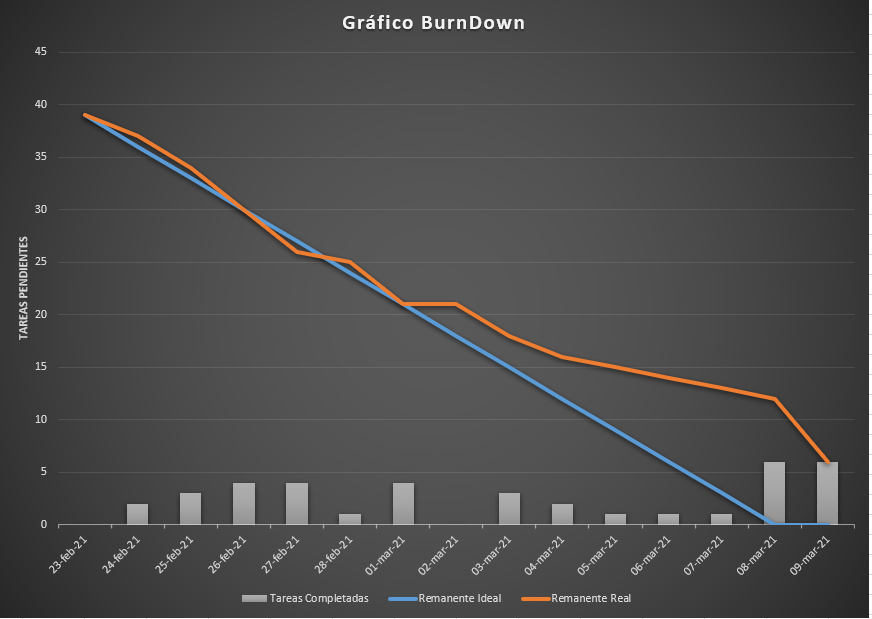 Gráfico BurnDown
45
40
35
30
25
20
15
10
5
0
TAREAS PENDIENTES
23-feb-21
24-feb-21
25-feb-21
26-feb-21
27-feb-21
28-feb-21
01-mar-21
02-mar-21
03-mar-21
04-mar-21
05-mar-21
06-mar-21
07-mar-21
08-mar-21
09-mar-21
Tareas Completadas
Remanente Ideal
Remanente Real